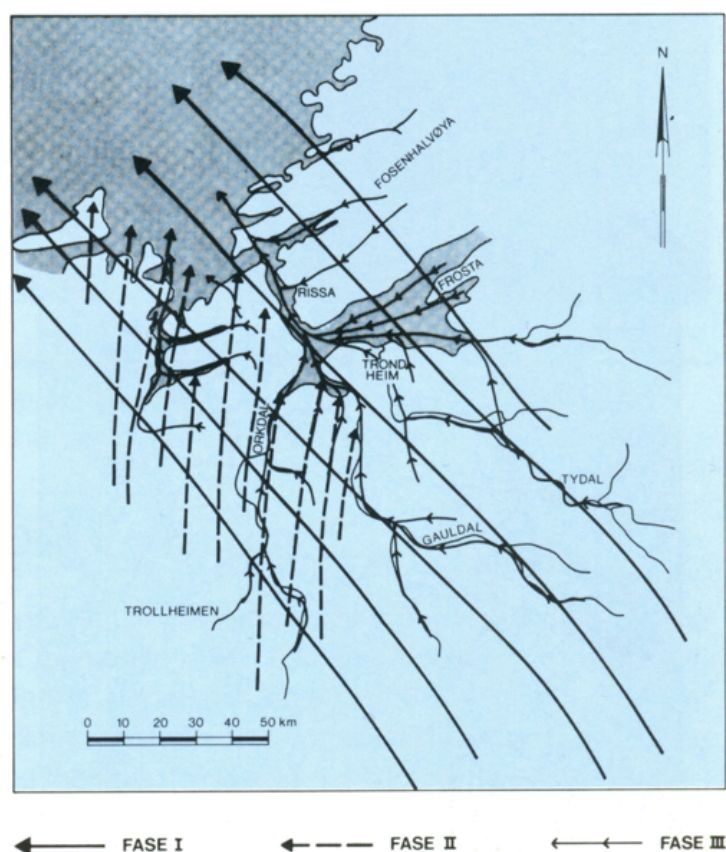 N
FOSENHALVØYA
FROSTA
RISSA
TROND
HEIM
ORKDAL
TYDAL
GAULDAL
TROLLHEIMEN
0 10 20 30 40 50 km
FASE I
FASE II
FASE III